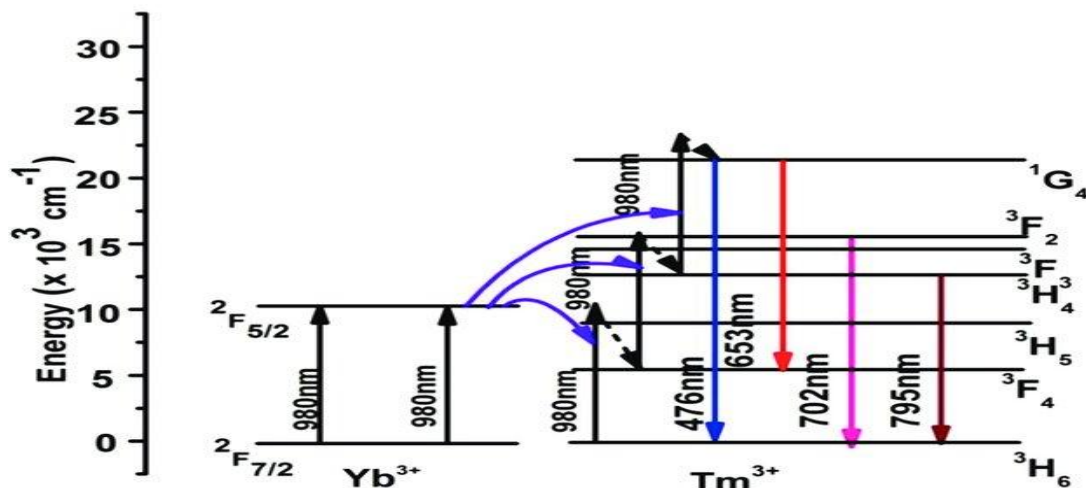 Energy (x 10³ cm⁻¹)
30
25
20
15
10
5
0
²F₅/₂
²F₇/₂
980nm
980nm
Yb³⁺
980nm
980nm
980nm
476nm
653nm
702nm
795nm
Tm³⁺
¹G₄
³F₂
³F₃
³H₄
³H₅
³F₄
³H₆